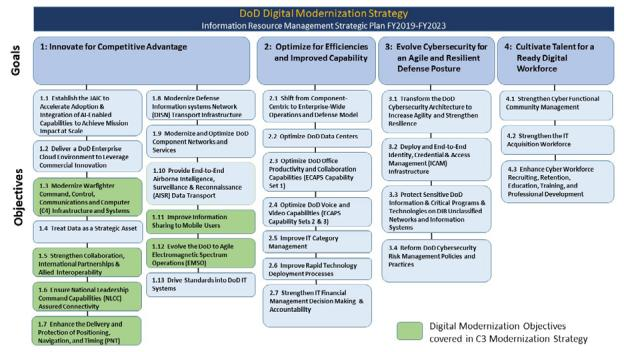 DoD Digital Modernization Strategy
Information Resource Management Strategic Plan FY2019-FY2023
Goals
1: Innovate for Competitive Advantage
2: Optimize for Efficiencies
and Improved Capability
3: Evolve Cybersecurity for
an Agile and Resilient
Defense Posture
4: Cultivate Talent for a
Ready Digital
Workforce
Objectives
1.1 Establish the JAIC to
Accelerate Adoption &
Integration of AI-Enabled
Capabilities to Achieve Mission
Impact at Scale
1.2 Deliver a DoD Enterprise
Cloud Environment to Leverage
Commercial Innovation
1.3 Modernize Warfighter
Command, Control,
Communications and Computer
(C4) Infrastructure and Systems
1.4 Treat Data as a Strategic Asset
1.5 Strengthen Collaboration,
International Partnerships &
Allied Interoperability
1.6 Ensure National Leadership
Command Capabilities (NLCC)
Assured Connectivity
1.7 Enhance the Delivery and
Protection of Positioning,
Navigation, and Timing (PNT)
1.8 Modernize Defense
Information systems Network
(DISN) Transport Infrastructure
1.9 Modernize and Optimize DoD
Component Networks and
Services
1.10 Provide End-to-End
Airborne Intelligence,
Surveillance & Reconnaissance
(AISR) Data Transport
1.11 Improve Information
Sharing to Mobile Users
1.12 Evolve the DoD to Agile
Electromagnetic Spectrum
Operations (EMSO)
1.13 Drive Standards into DoD IT
Systems
2.1 Shift from Component-
Centric to Enterprise-Wide
Operations and Defense Model
2.2 Optimize DoD Data Centers
2.3 Optimize DoD Office
Productivity and Collaboration
Capabilities (ECAPS Capability
Set 1)
2.4 Optimize DoD Voice and
Video Capabilities (ECAPS
Capability Sets 2 & 3)
2.5 Improve IT Category
Management
2.6 Improve Rapid Technology
Deployment Processes
2.7 Strengthen IT Financial
Management Decision Making &
Accountability
3.1 Transform the DoD
Cybersecurity Architecture to
Increase Agility and Strengthen
Resilience
3.2 Deploy and End-to-End
Identity, Credential & Access
Management (ICAM)
Infrastructure
3.3 Protect Sensitive DoD
Information & Critical Programs &
Technologies on DIB Unclassified
Networks and Information
Systems
3.4 Reform DoD Cybersecurity
Risk Management Policies and
Practices
4.1 Strengthen Cyber Functional
Community Management
4.2 Strengthen the IT
Acquisition Workforce
4.3 Enhance Cyber Workforce
Recruiting, Retention,
Education, Training, and
Professional Development
Digital Modernization Objectives
covered in C3 Modernization
Strategy